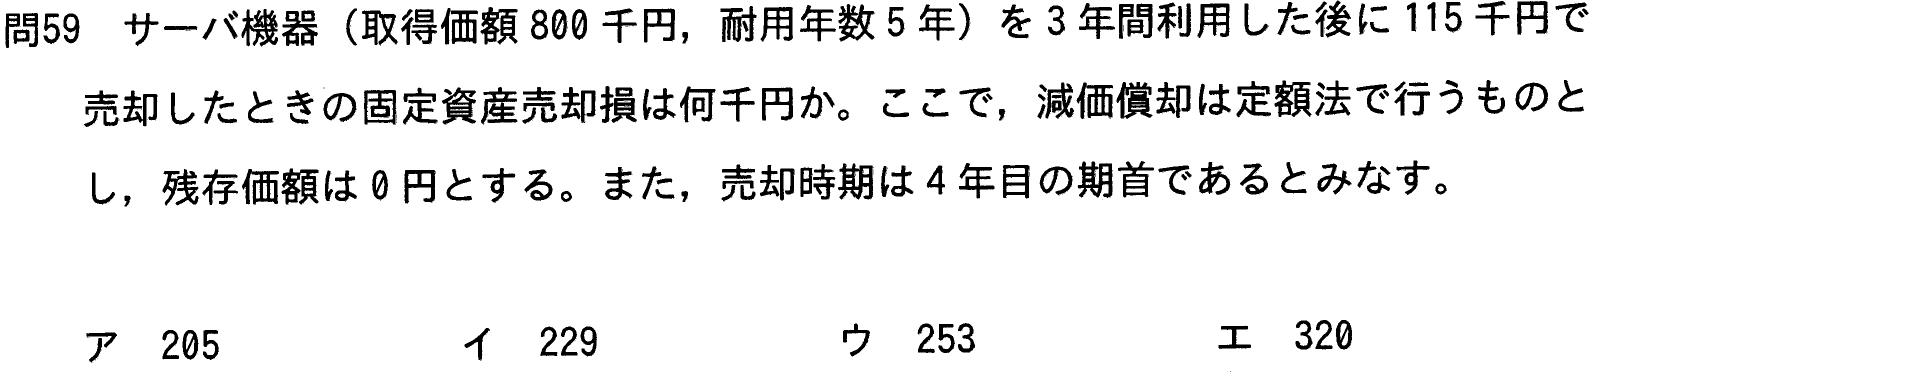 問59　サーバ機器（取得価額 800 千円，耐用年数 5 年）を 3 年間利用した後に 115 千円で
売却したときの固定資産売却損は何千円か。ここで，減価償却は定額法で行うものと
し，残存価額は 0 円とする。また，売却時期は 4 年目の期首であるとみなす。
ア　205　イ　229　ウ　253　エ　320